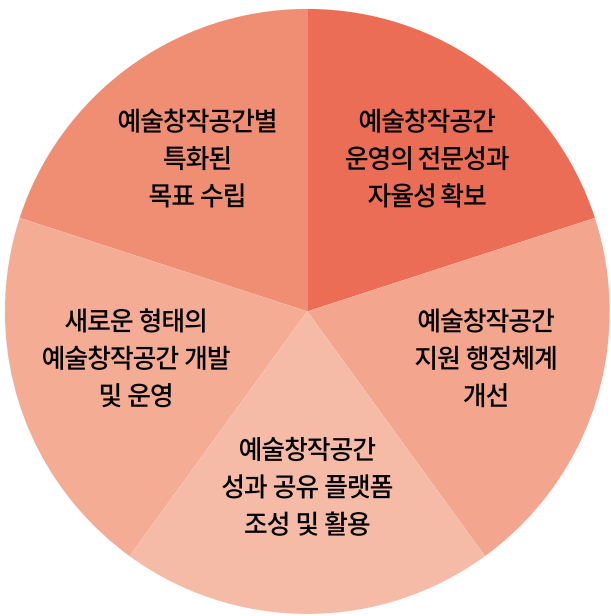 예술창작공간별
특화된
목표 수립
예술창작공간
운영의 전문성과
자율성 확보
새로운 형태의
예술창작공간 개발
및 운영
예술창작공간
지원 행정체계
개선
예술창작공간
성과 공유 플랫폼
조성 및 활용